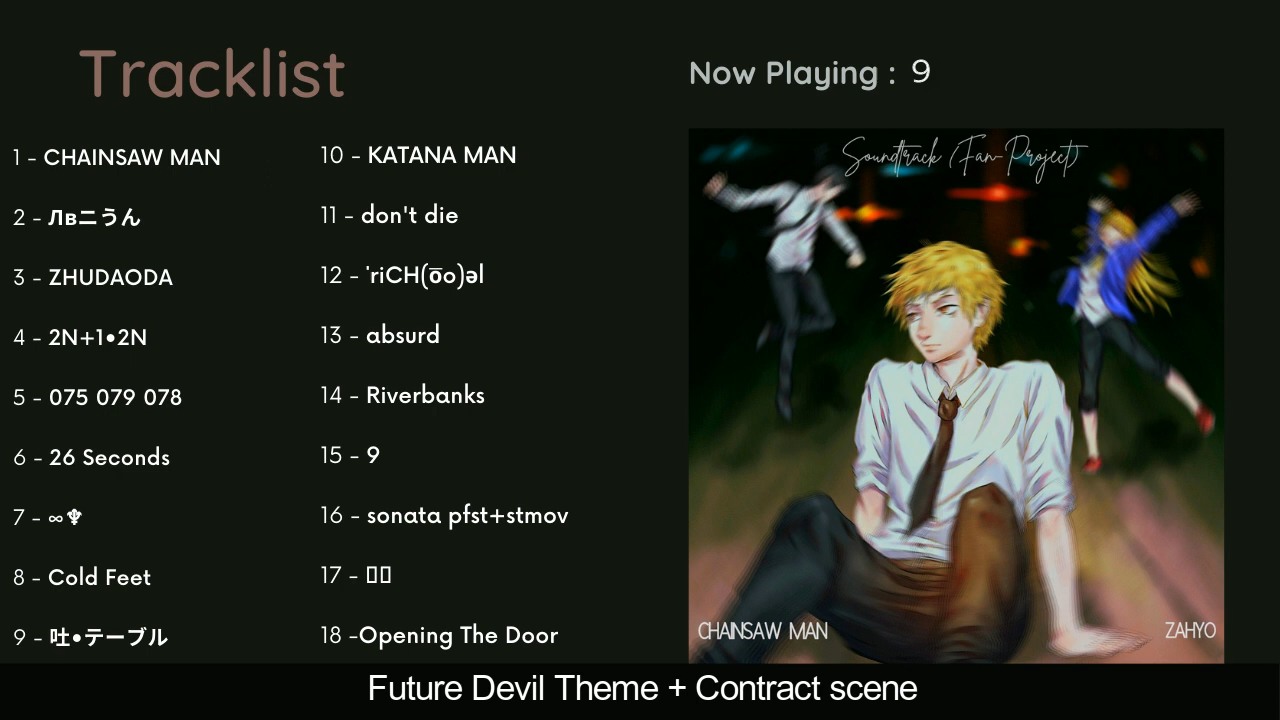 Tracklist
1 - CHAINSAW MAN
2 - Лвニうん
3 - ZHUDAODA
4 - 2N+1•2N
5 - 075 079 078
6 - 26 Seconds
7 - ∞♆
8 - Cold Feet
9 - 吐•テーブル
10 - KATANA MAN
11 - don't die
12 - 'riCH(o̅o)əl
13 - absurd
14 - Riverbanks
15 - 9
16 - sonata pfst+stmov
17 - ▯▯
18 -Opening The Door
Now Playing : 9
Soundtrack (Fan-Project)
CHAINSAW MAN
ZAHYO
Future Devil Theme + Contract scene